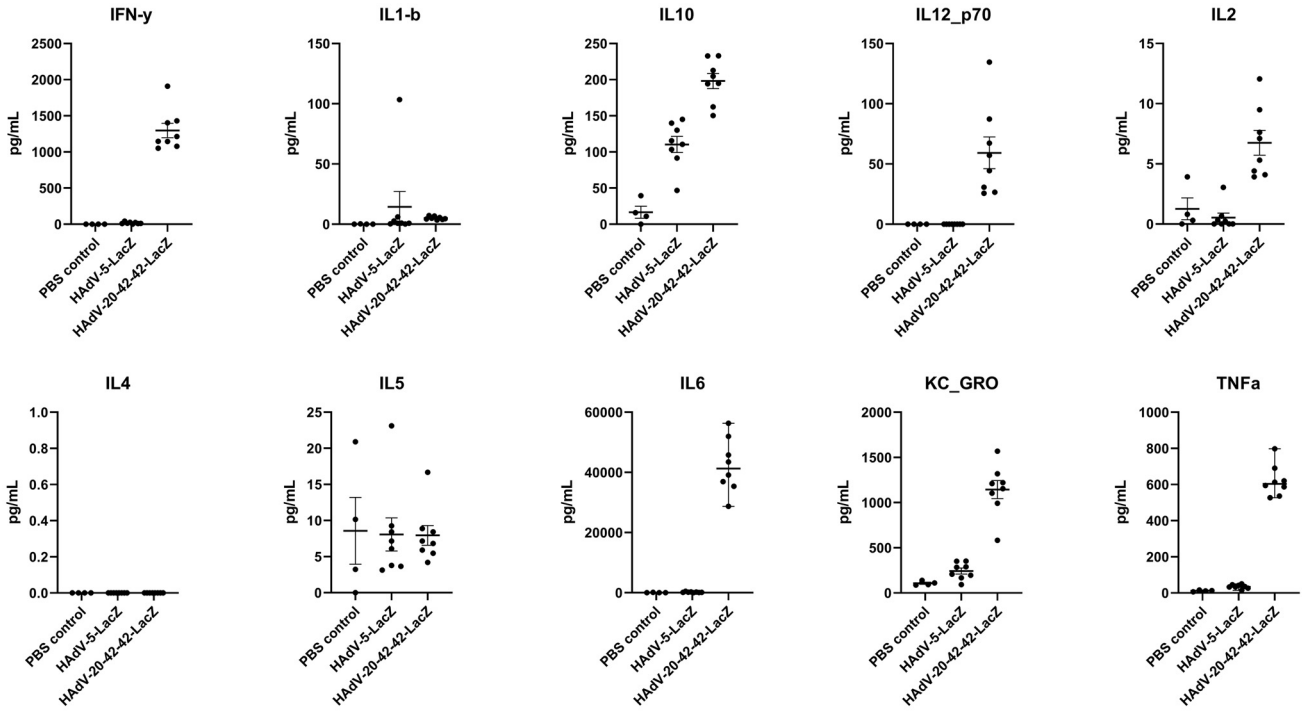 IFN-y
2500
2000
1500
1000
500
0
pg/mL
PBS control
HAdV-5-LacZ
HAdV-20-42-42-LacZ
IL1-b
150
100
50
0
pg/mL
PBS control
HAdV-5-LacZ
HAdV-20-42-42-LacZ
IL10
250
200
150
100
50
0
pg/mL
PBS control
HAdV-5-LacZ
HAdV-20-42-42-LacZ
IL12_p70
150
100
50
0
pg/mL
PBS control
HAdV-5-LacZ
HAdV-20-42-42-LacZ
IL2
15
10
5
0
pg/mL
PBS control
HAdV-5-LacZ
HAdV-20-42-42-LacZ
IL4
1.0
0.8
0.6
0.4
0.2
0.0
pg/mL
PBS control
HAdV-5-LacZ
HAdV-20-42-42-LacZ
IL5
25
20
15
10
5
0
pg/mL
PBS control
HAdV-5-LacZ
HAdV-20-42-42-LacZ
IL6
60000
40000
20000
0
pg/mL
PBS control
HAdV-5-LacZ
HAdV-20-42-42-LacZ
KC_GRO
2000
1500
1000
500
0
pg/mL
PBS control
HAdV-5-LacZ
HAdV-20-42-42-LacZ
TNFa
1000
800
600
400
200
0
pg/mL
PBS control
HAdV-5-LacZ
HAdV-20-42-42-LacZ